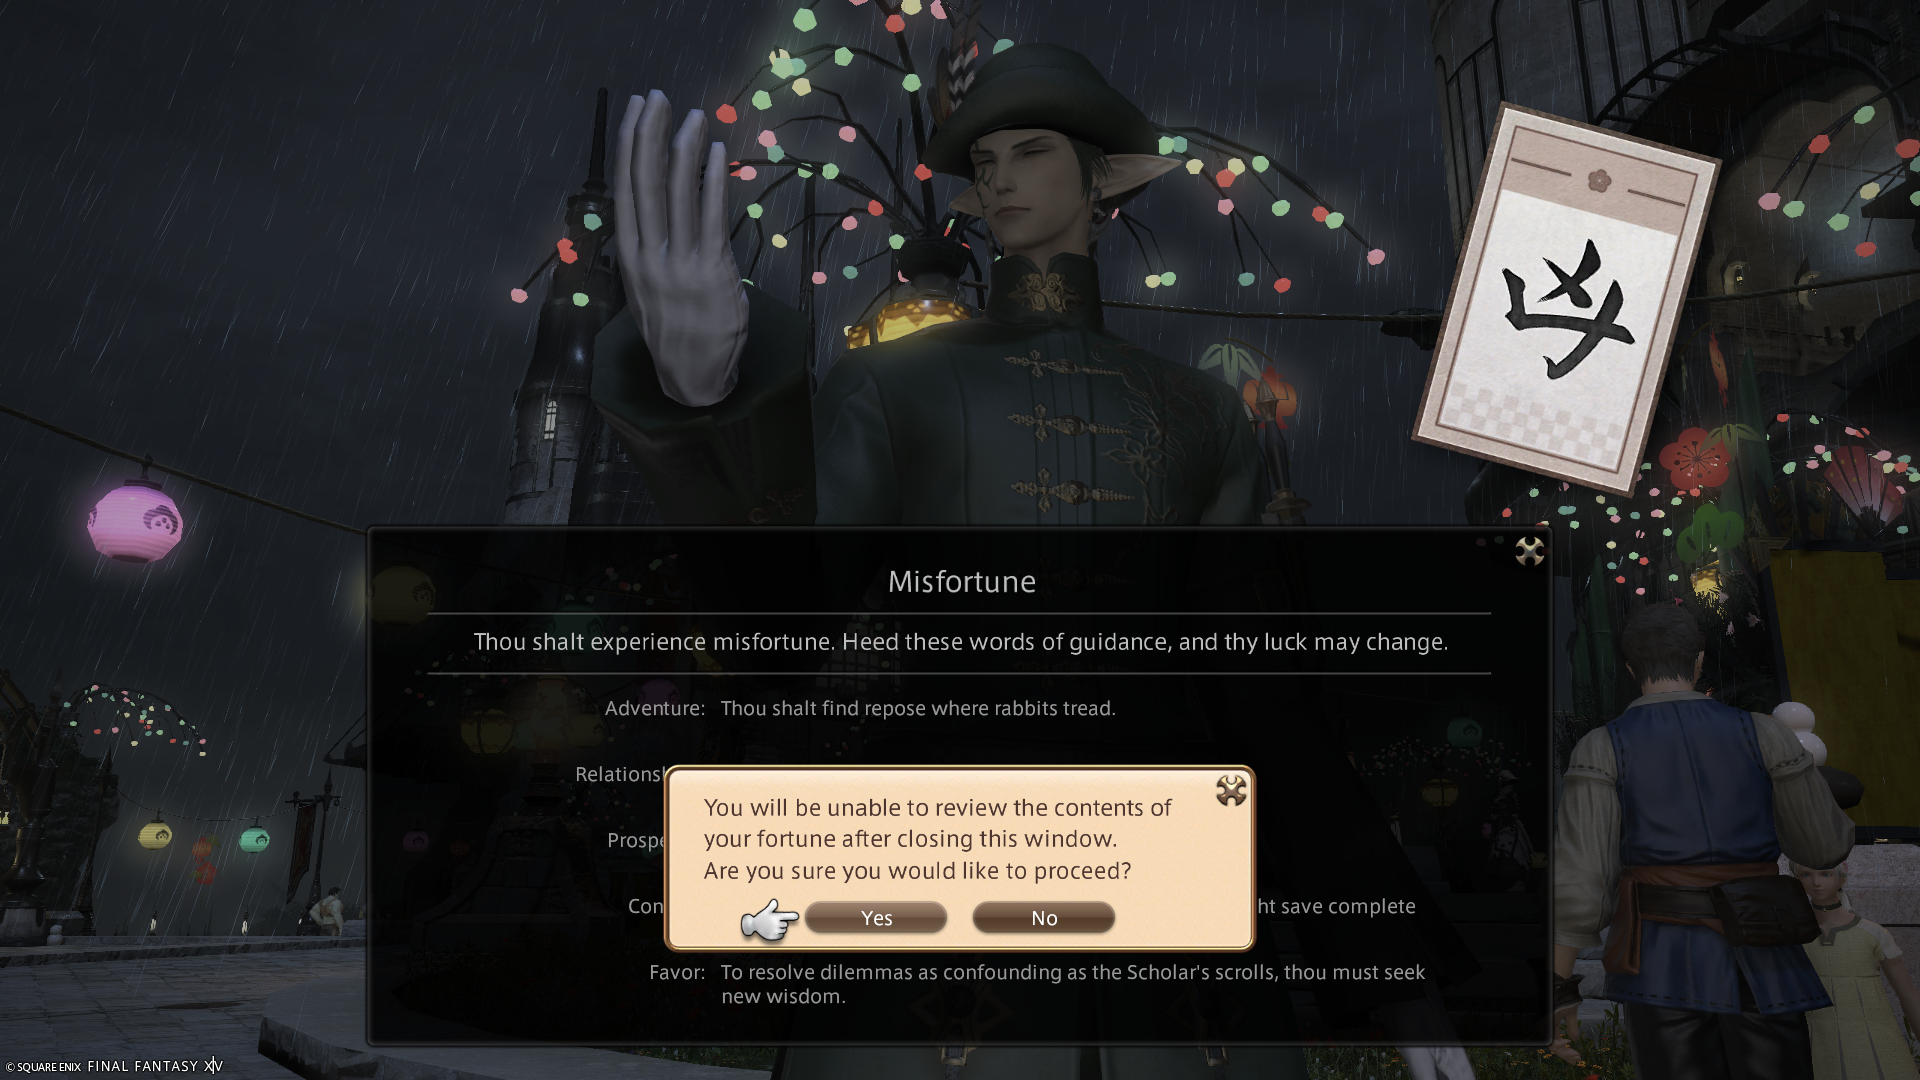 凶
Misfortune
Thou shalt experience misfortune. Heed these words of guidance, and thy luck may change.
Adventure: Thou shalt find repose where rabbits tread.
You will be unable to review the contents of
your fortune after closing this window.
Are you sure you would like to proceed?
Yes No
save complete
Favor: To resolve dilemmas as confounding as the Scholar's scrolls, thou must seek
new wisdom.
© SQUARE ENIX FINAL FANTASY XIV